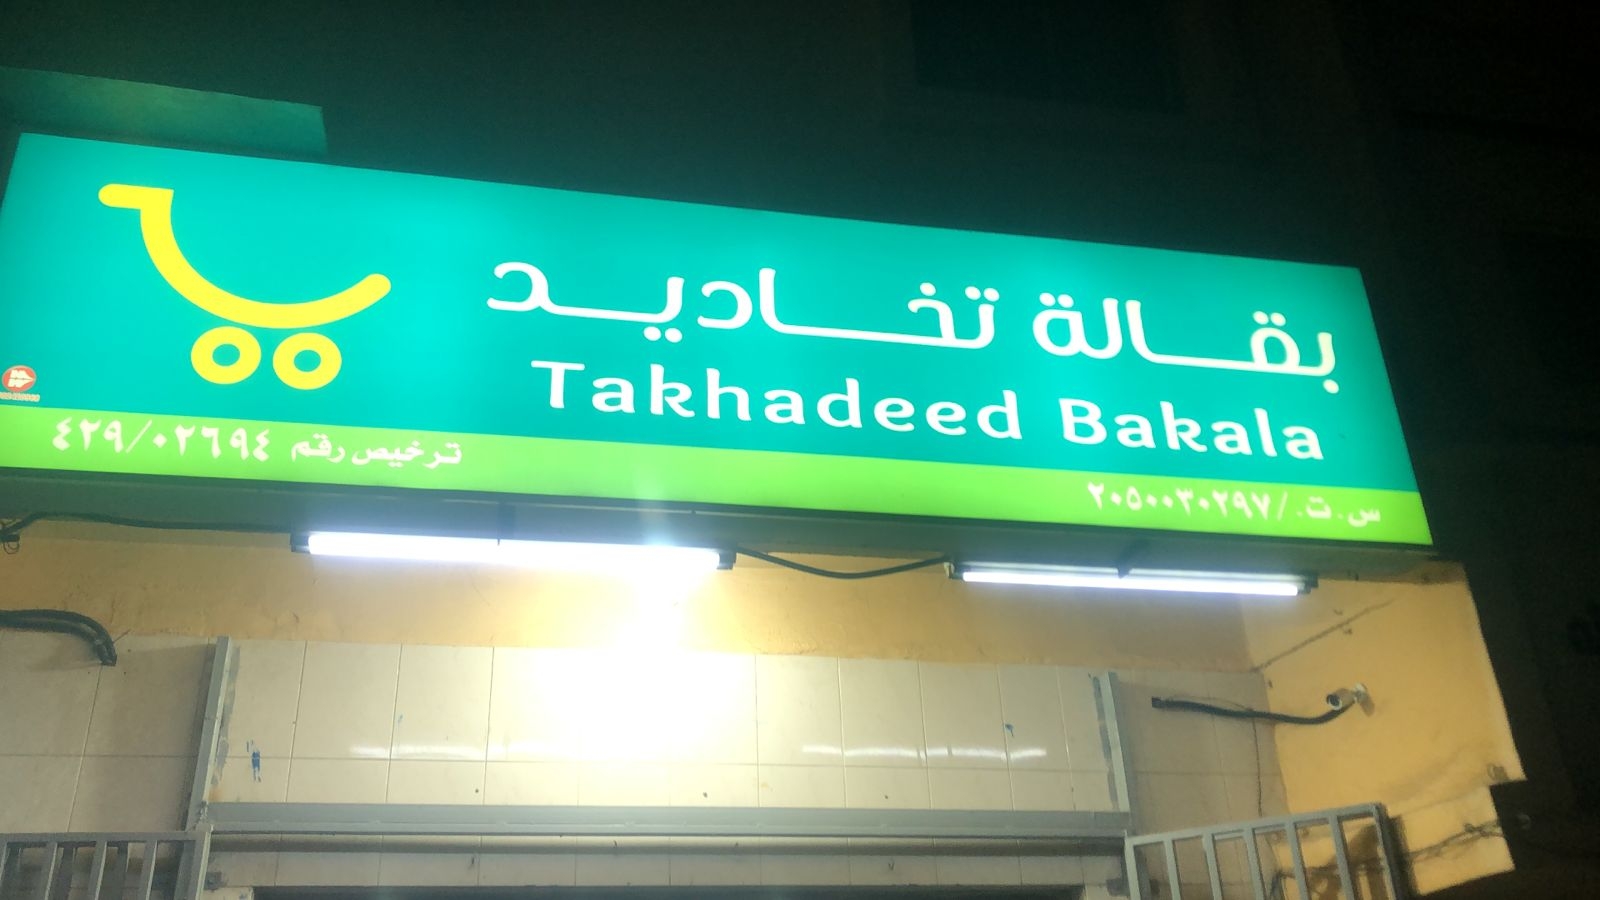 بقالة تخاديد
Takhadeed Bakala
س.ت./٢٠٥٠٠٣٠٢٩٧
ترخيص رقم ٤٢٩/٠٢٦٩٤